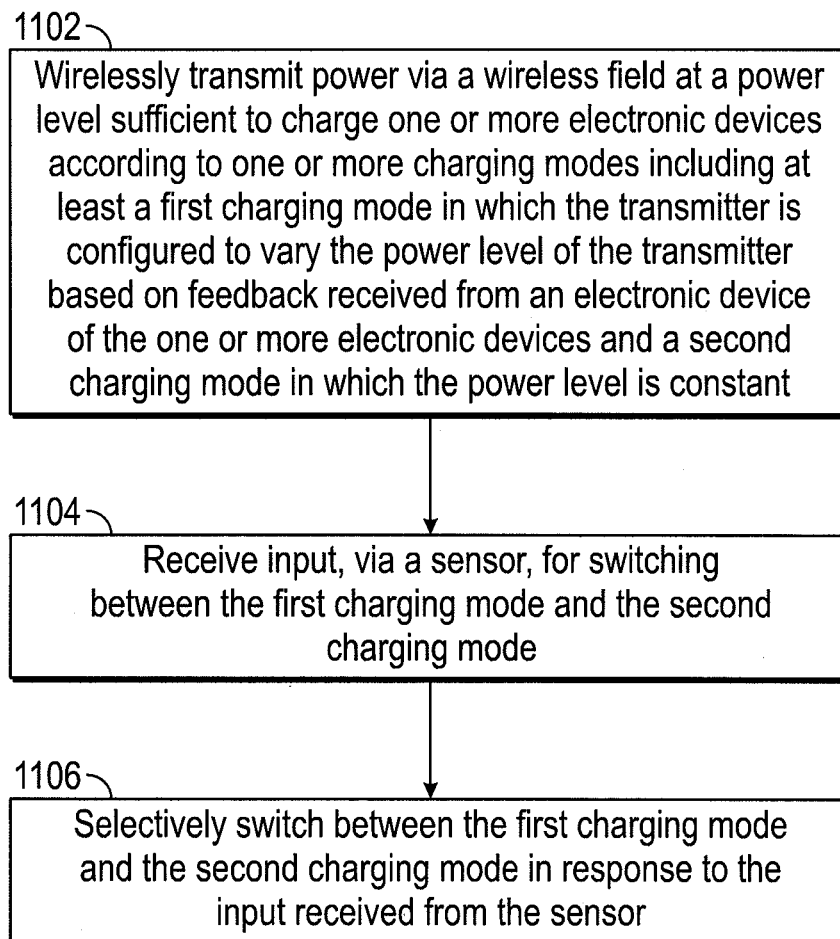 1102
Wirelessly transmit power via a wireless field at a power
level sufficient to charge one or more electronic devices
according to one or more charging modes including at
least a first charging mode in which the transmitter is
configured to vary the power level of the transmitter
based on feedback received from an electronic device
of the one or more electronic devices and a second
charging mode in which the power level is constant
1104
Receive input, via a sensor, for switching
between the first charging mode and the second
charging mode
1106
Selectively switch between the first charging mode
and the second charging mode in response to the
input received from the sensor